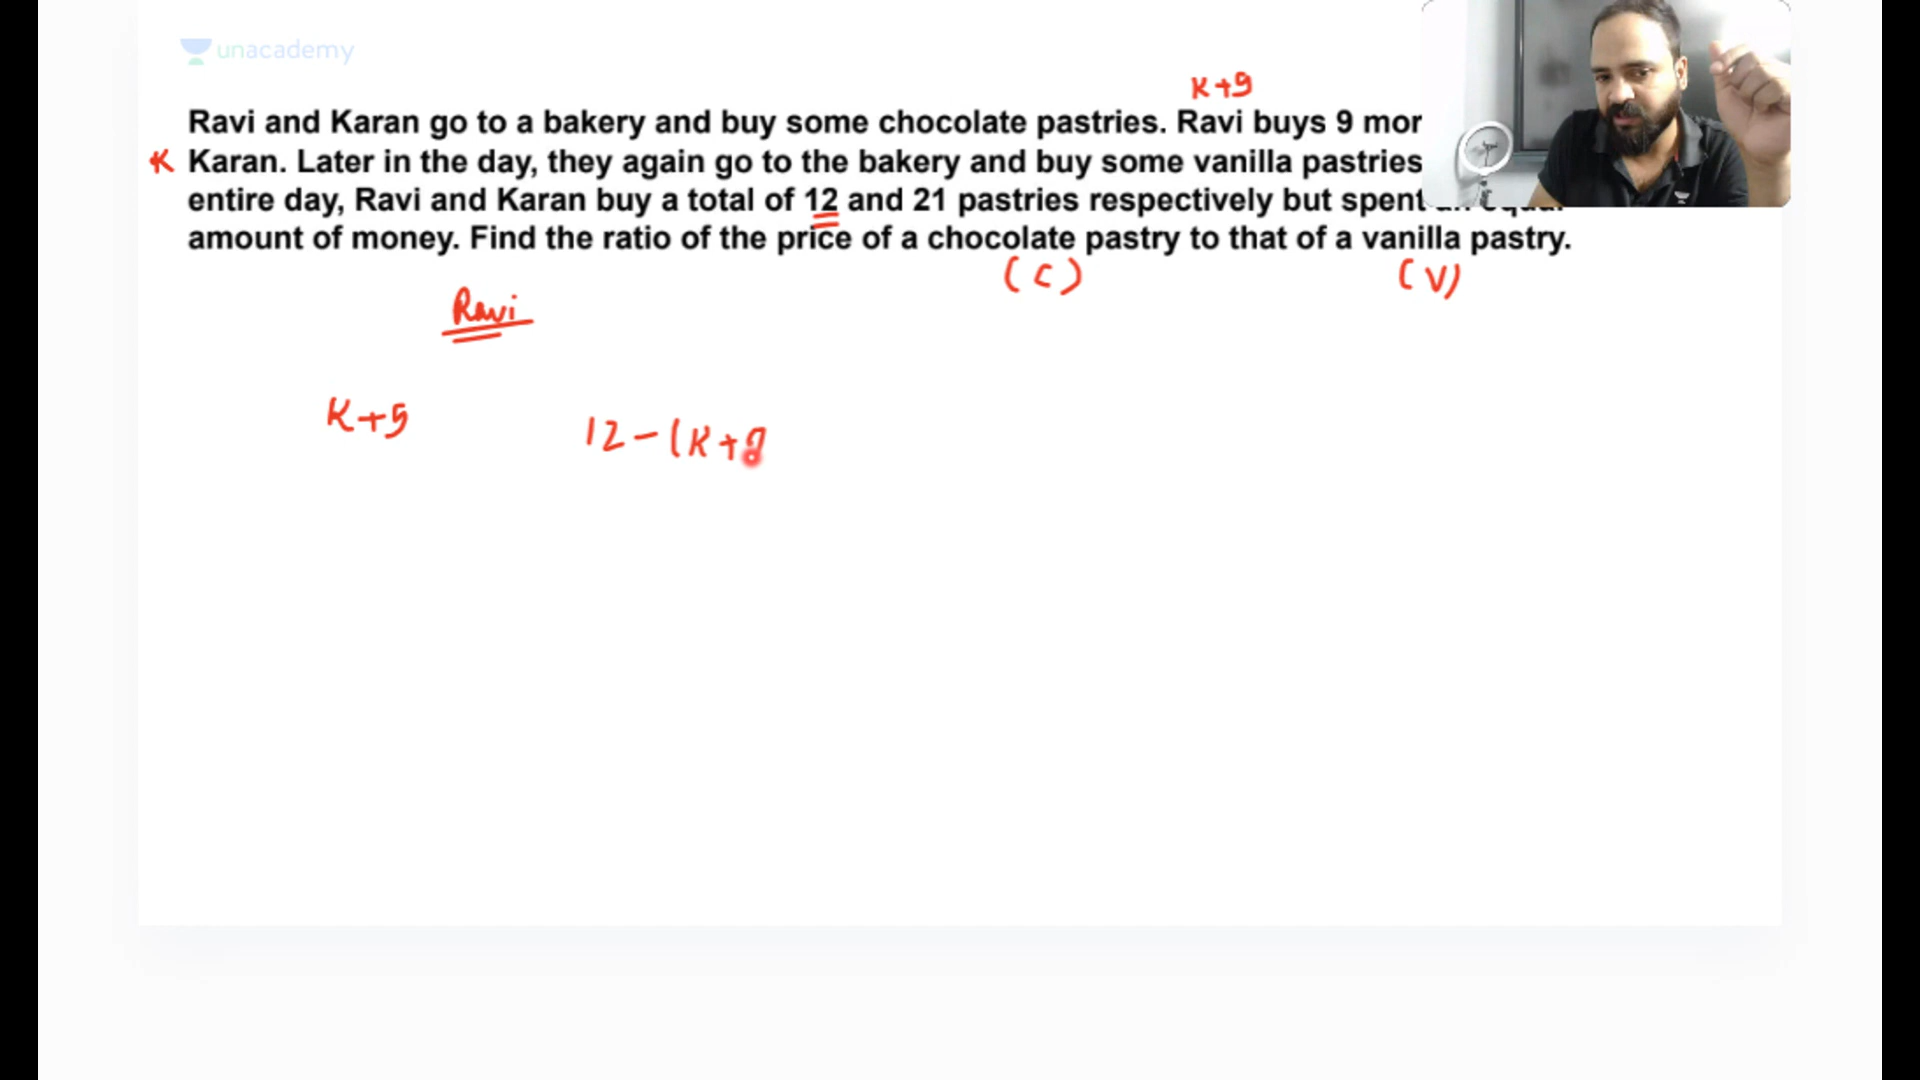 unacademy
K+9
Ravi and Karan go to a bakery and buy some chocolate pastries. Ravi buys 9 mor
K Karan. Later in the day, they again go to the bakery and buy some vanilla pastries
entire day, Ravi and Karan buy a total of 12 and 21 pastries respectively but spent
amount of money. Find the ratio of the price of a chocolate pastry to that of a vanilla pastry.
(C) (V)
Ravi
K+9 12-(K+9